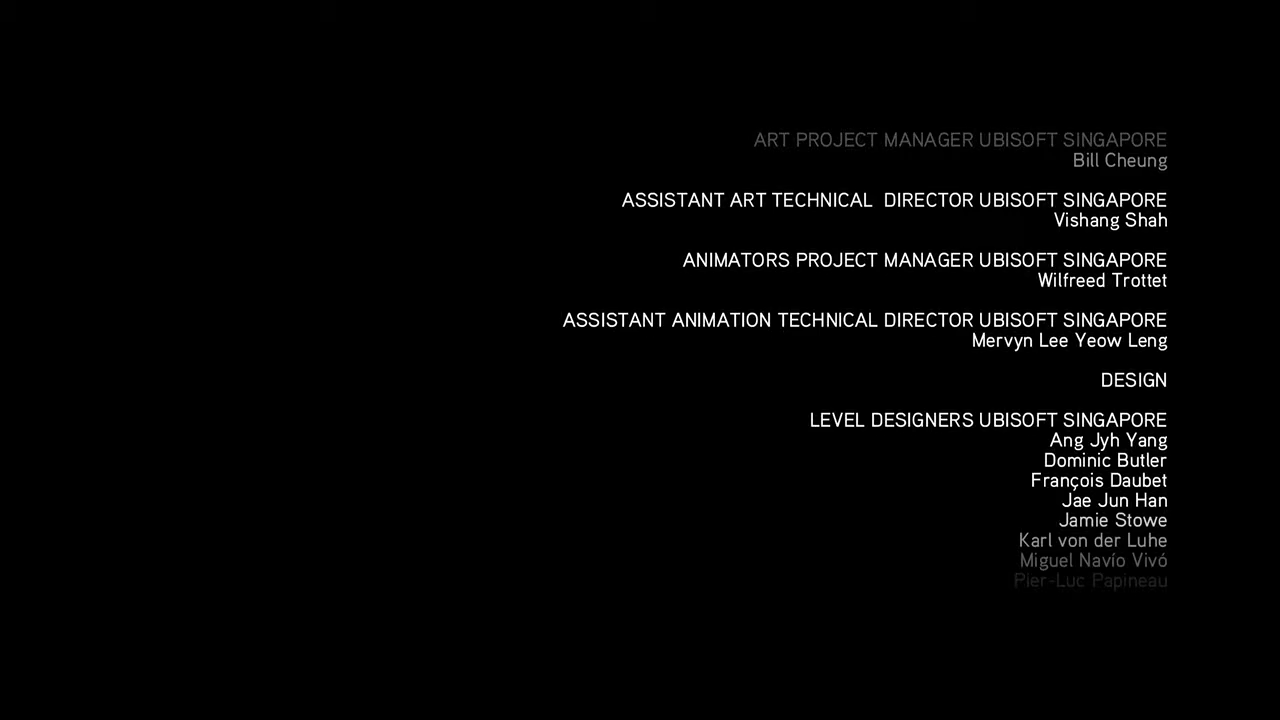 ART PROJECT MANAGER UBISOFT SINGAPORE
Bill Cheung
ASSISTANT ART TECHNICAL  DIRECTOR UBISOFT SINGAPORE
Vishang Shah
ANIMATORS PROJECT MANAGER UBISOFT SINGAPORE
Wilfreed Trottet
ASSISTANT ANIMATION TECHNICAL DIRECTOR UBISOFT SINGAPORE
Mervyn Lee Yeow Leng
DESIGN
LEVEL DESIGNERS UBISOFT SINGAPORE
Ang Jyh Yang
Dominic Butler
François Daubet
Jae Jun Han
Jamie Stowe
Karl von der Luhe
Miguel Navío Vivó
Pier-Luc Papineau